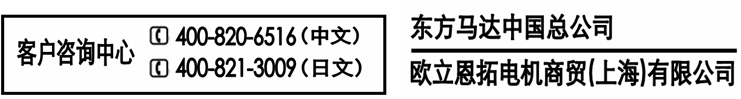 客户咨询中心
✆ 400-820-6516(中文)
✆ 400-821-3009(日文)
东方马达中国总公司
欧立恩拓电机商贸(上海)有限公司